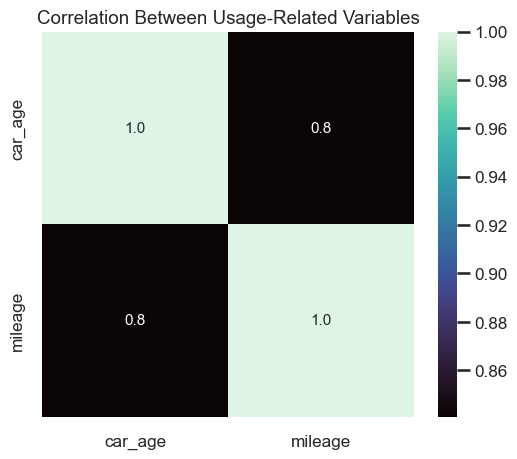 Correlation Between Usage-Related Variables
car_age
1.0
0.8
mileage
0.8
1.0
car_age
mileage
1.00
0.98
0.96
0.94
0.92
0.90
0.88
0.86